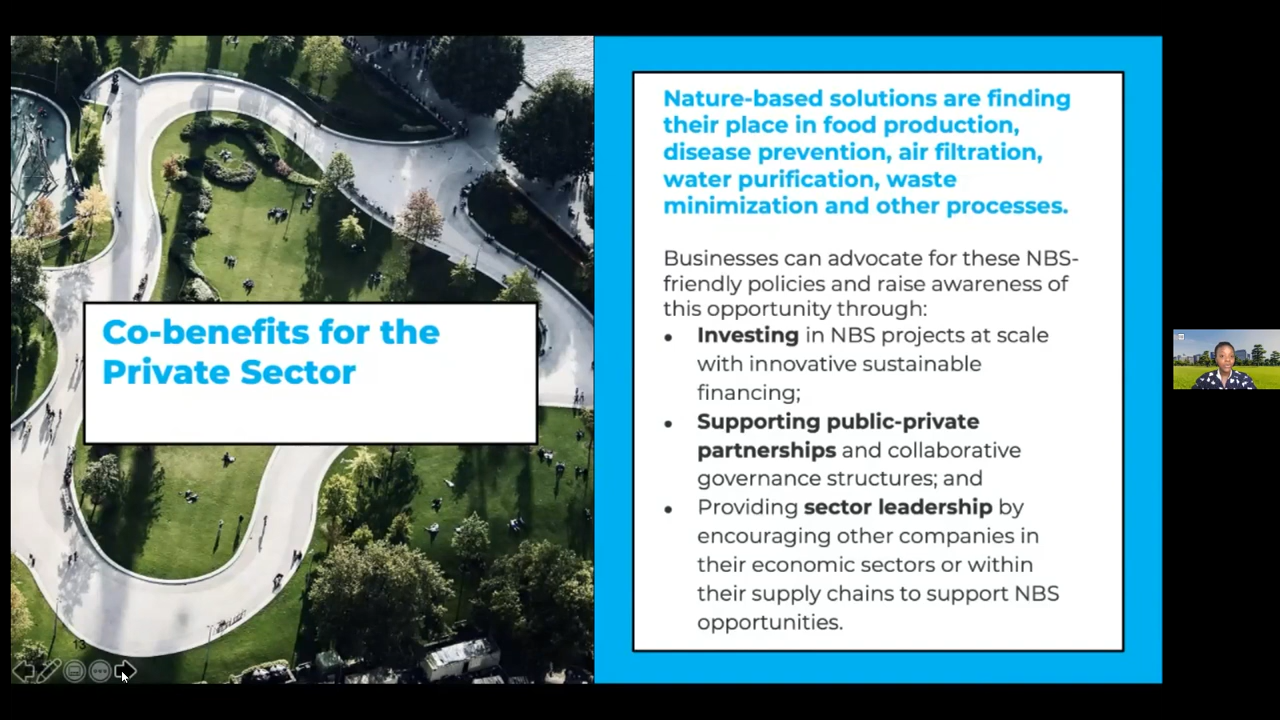 Co-benefits for the
Private Sector
Nature-based solutions are finding
their place in food production,
disease prevention, air filtration,
water purification, waste
minimization and other processes.
Businesses can advocate for these NBS-
friendly policies and raise awareness of
this opportunity through:
• Investing in NBS projects at scale
with innovative sustainable
financing;
• Supporting public-private
partnerships and collaborative
governance structures; and
• Providing sector leadership by
encouraging other companies in
their economic sectors or within
their supply chains to support NBS
opportunities.
13